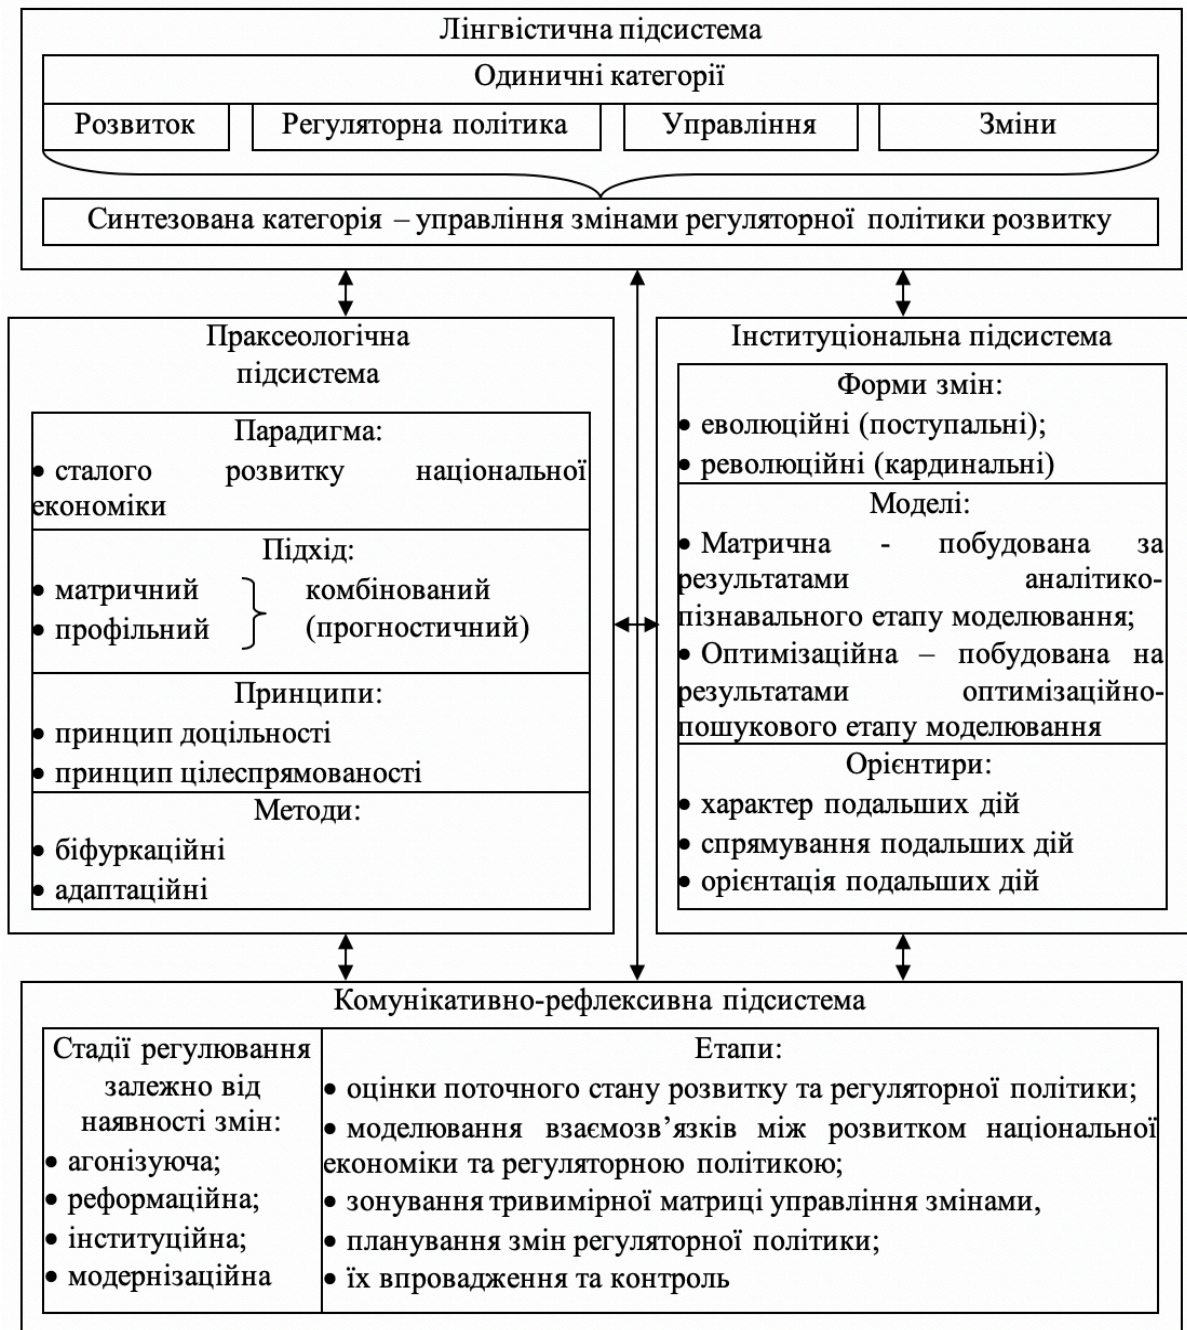 Лінгвістична підсистема
Одиничні категорії
Розвиток
Регуляторна політика
Управління
Зміни
Синтезована категорія – управління змінами регуляторної політики розвитку
Праксеологічна
підсистема
Парадигма:
• сталого розвитку національної
економіки
Підхід:
• матричний
• профільний
комбінований
(прогностичний)
Принципи:
• принцип доцільності
• принцип цілеспрямованості
Методи:
• біфуркаційні
• адаптаційні
Інституціональна підсистема
Форми змін:
• еволюційні (поступальні);
• революційні (кардинальні)
Моделі:
• Матрична - побудована за
результатами аналітико-
пізнавального етапу моделювання;
• Оптимізаційна – побудована на
результатами оптимізаційно-
пошукового етапу моделювання
Орієнтири:
• характер подальших дій
• спрямування подальших дій
• орієнтація подальших дій
Комунікативно-рефлексивна підсистема
Стадії регулювання
залежно від
наявності змін:
• агонізуюча;
• реформаційна;
• інституційна;
• модернізаційна
Етапи:
• оцінки поточного стану розвитку та регуляторної політики;
• моделювання взаємозв’язків між розвитком національної
економіки та регуляторною політикою;
• зонування тривимірної матриці управління змінами,
• планування змін регуляторної політики;
• їх впровадження та контроль